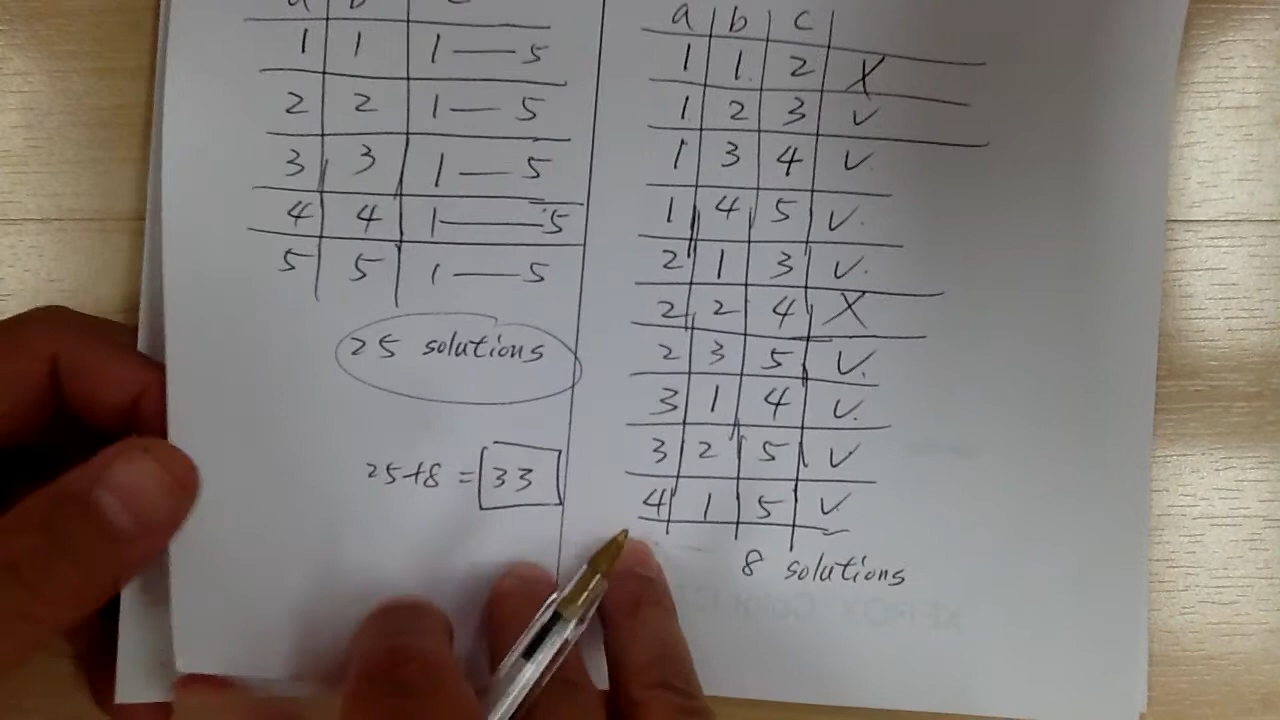 a b c
1 1 1—5
2 2 1—5
3 3 1—5
4 4 1—5
5 5 1—5
25 solutions
25+8 = 33
a b c
1 1 2 X
1 2 3 ✓
1 3 4 ✓
1 4 5 ✓
2 1 3 ✓
2 2 4 X
2 3 5 ✓
3 1 4 ✓
3 2 5 ✓
4 1 5 ✓
8 solutions